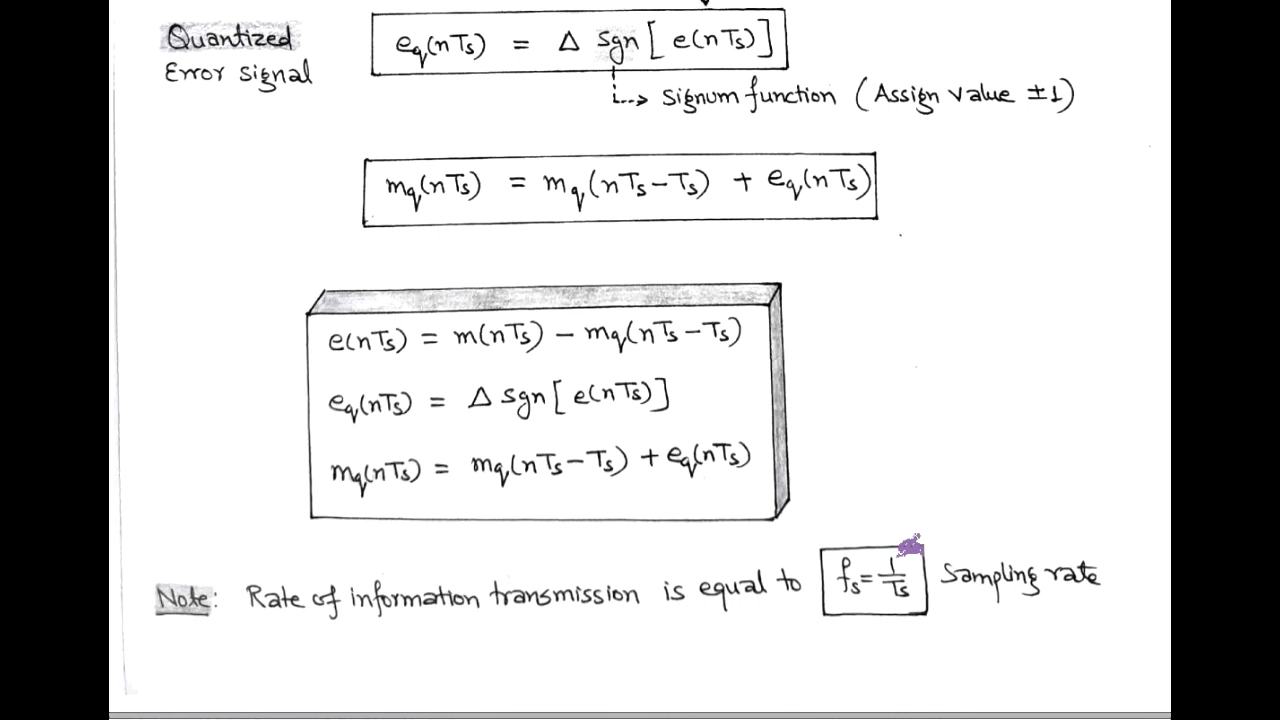 Quantized eq(nTs) = Δ sgn[e(nTs)]
Error signal
Signum function (Assign value ±1)
mq(nTs) = mq(nTs-Ts) + eq(nTs)
e(nTs) = m(nTs) - mq(nTs-Ts)
eq(nTs) = Δ sgn[e(nTs)]
mq(nTs) = mq(nTs-Ts) + eq(nTs)
Note: Rate of information transmission is equal to fs = 1/Ts Sampling rate